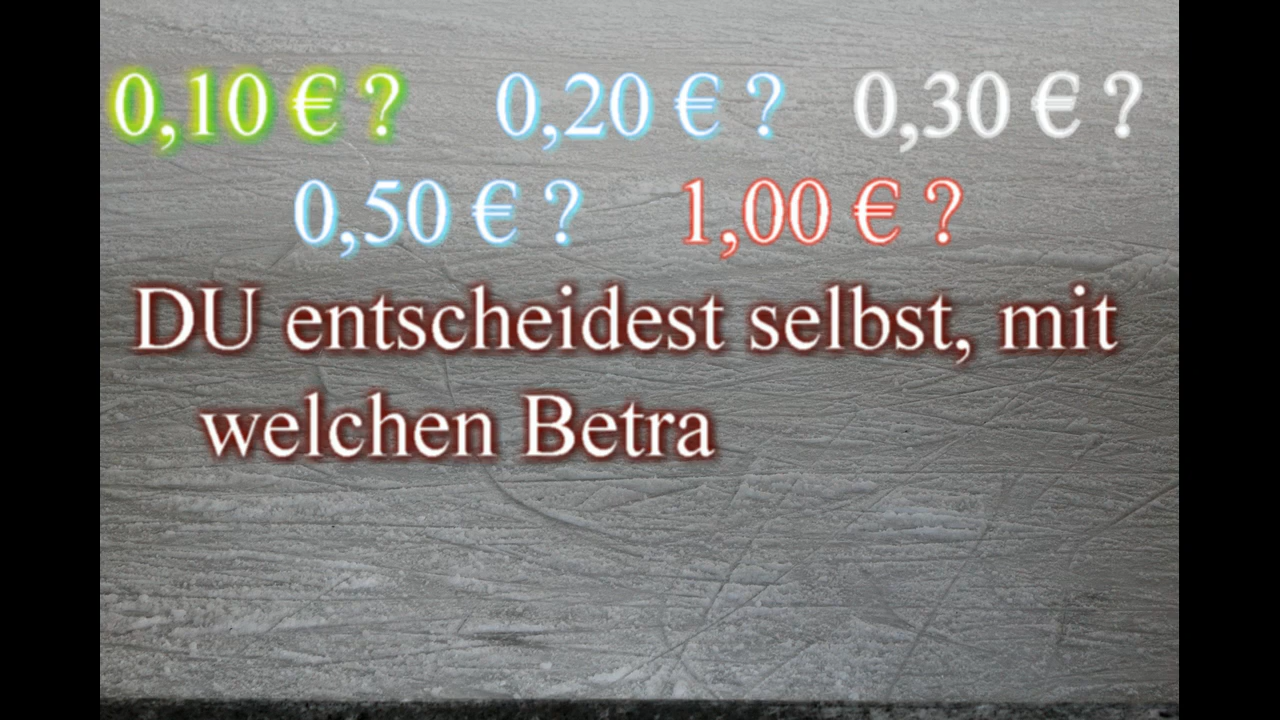 0,10 € ? 0,20 € ? 0,30 € ?
0,50 € ? 1,00 € ?
DU entscheidest selbst, mit
welchen Betra